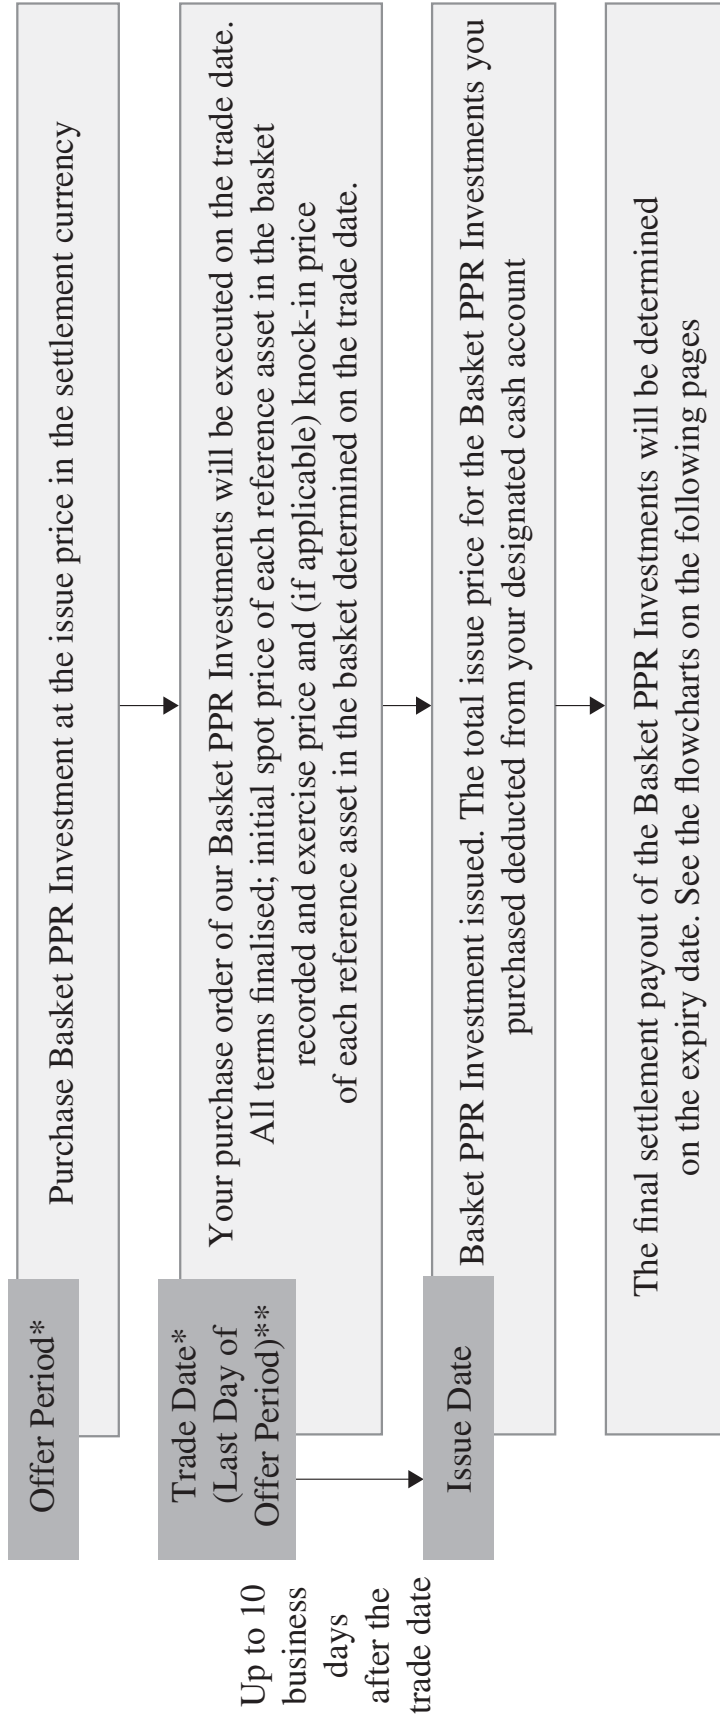 Offer Period*
Purchase Basket PPR Investment at the issue price in the settlement currency
Trade Date*
(Last Day of
Offer Period)**
Your purchase order of our Basket PPR Investments will be executed on the trade date.
All terms finalised; initial spot price of each reference asset in the basket
recorded and exercise price and (if applicable) knock-in price
of each reference asset in the basket determined on the trade date.
Up to 10
business
days
after the
trade date
Issue Date
Basket PPR Investment issued. The total issue price for the Basket PPR Investments you
purchased deducted from your designated cash account
The final settlement payout of the Basket PPR Investments will be determined
on the expiry date. See the flowcharts on the following pages